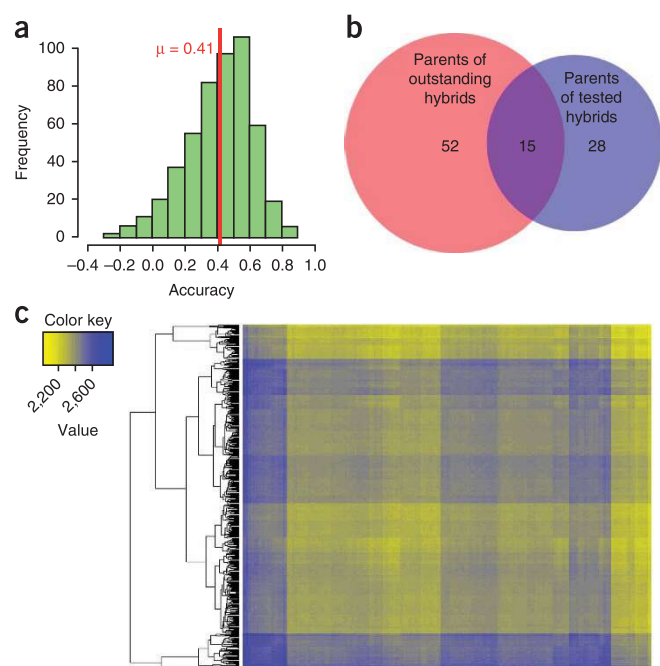 a
μ = 0.41
Frequency
100
80
60
40
20
0
–0.4 –0.2 0.0 0.2 0.4 0.6 0.8 1.0
Accuracy
b
Parents of
outstanding
hybrids
Parents
of tested
hybrids
52
15
28
c
Color key
2,200
2,600
Value